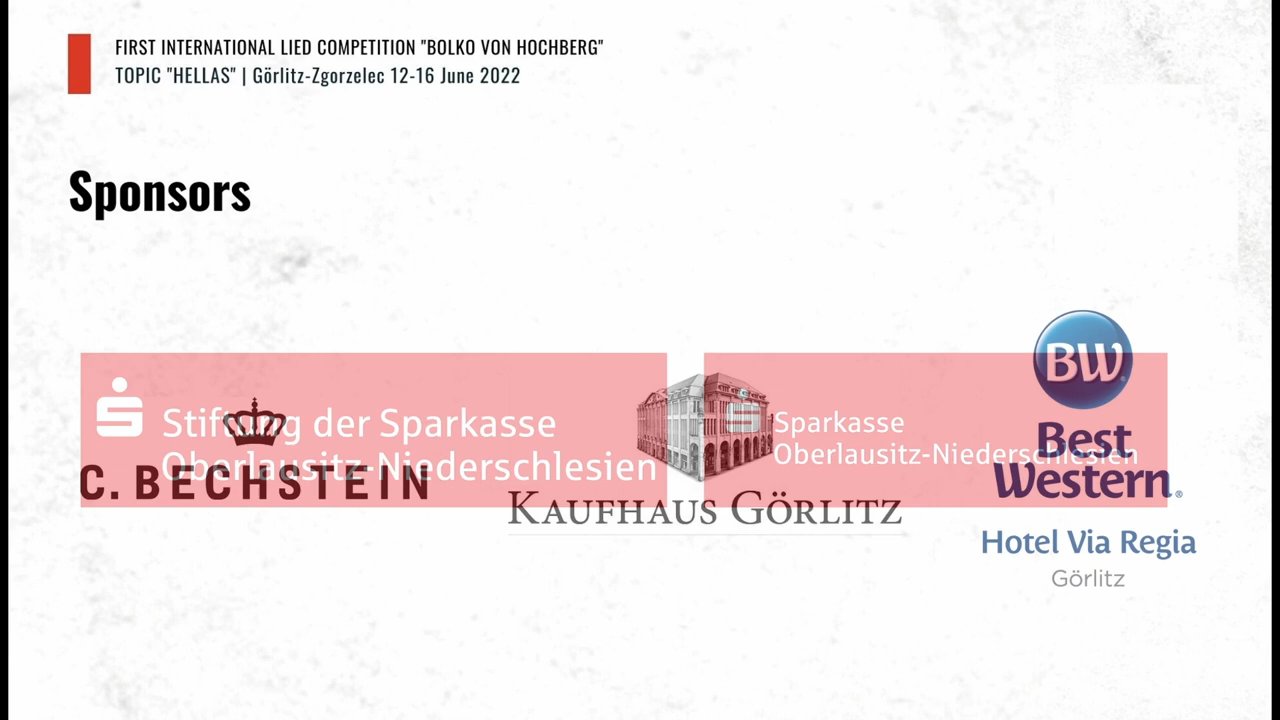 FIRST INTERNATIONAL LIED COMPETITION "BOLKO VON HOCHBERG"
TOPIC "HELLAS" | Görlitz-Zgorzelec 12-16 June 2022
Sponsors
Stiftung der Sparkasse
Oberlausitz-Niederschlesien
C. BECHSTEIN
KAUFHAUS GÖRLITZ
Sparkasse
Oberlausitz-Niederschlesien
BW®
Best
Western®
Hotel Via Regia
Görlitz